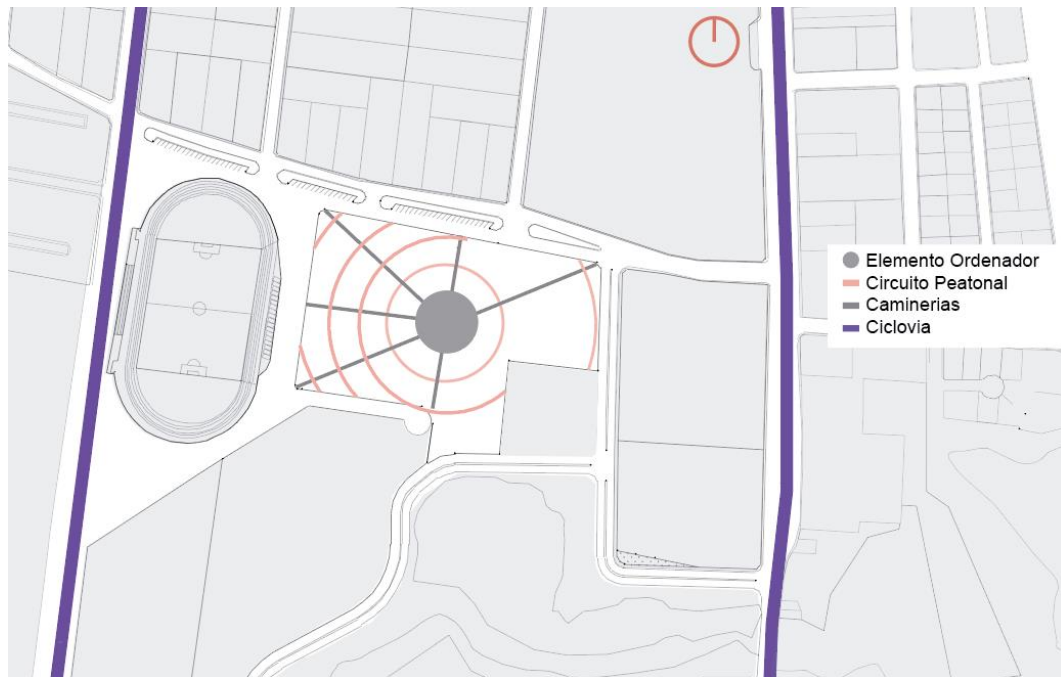 Elemento Ordenador
Circuito Peatonal
Caminerias
Ciclovia